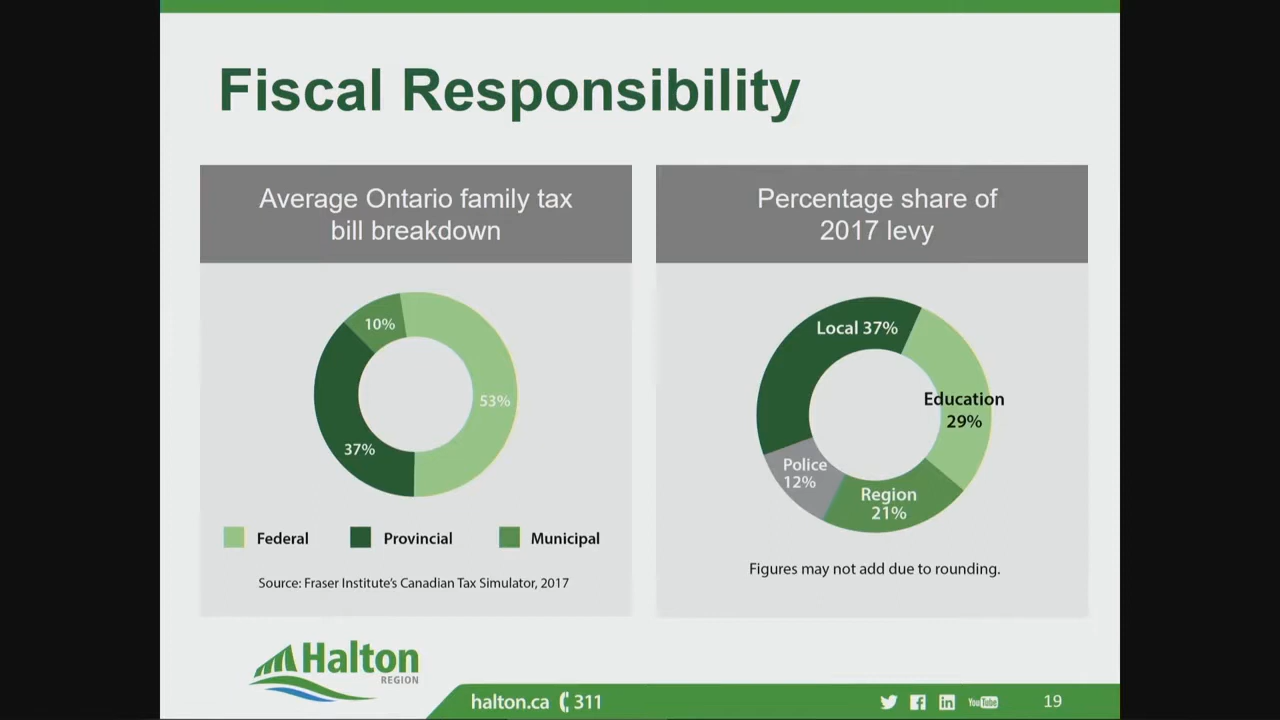 Fiscal Responsibility
Average Ontario family tax
bill breakdown
10%
53%
37%
Federal
Provincial
Municipal
Source: Fraser Institute's Canadian Tax Simulator, 2017
Percentage share of
2017 levy
Local 37%
Education
29%
Police
12%
Region
21%
Figures may not add due to rounding.
Halton
REGION
halton.ca 311
YouTube
19